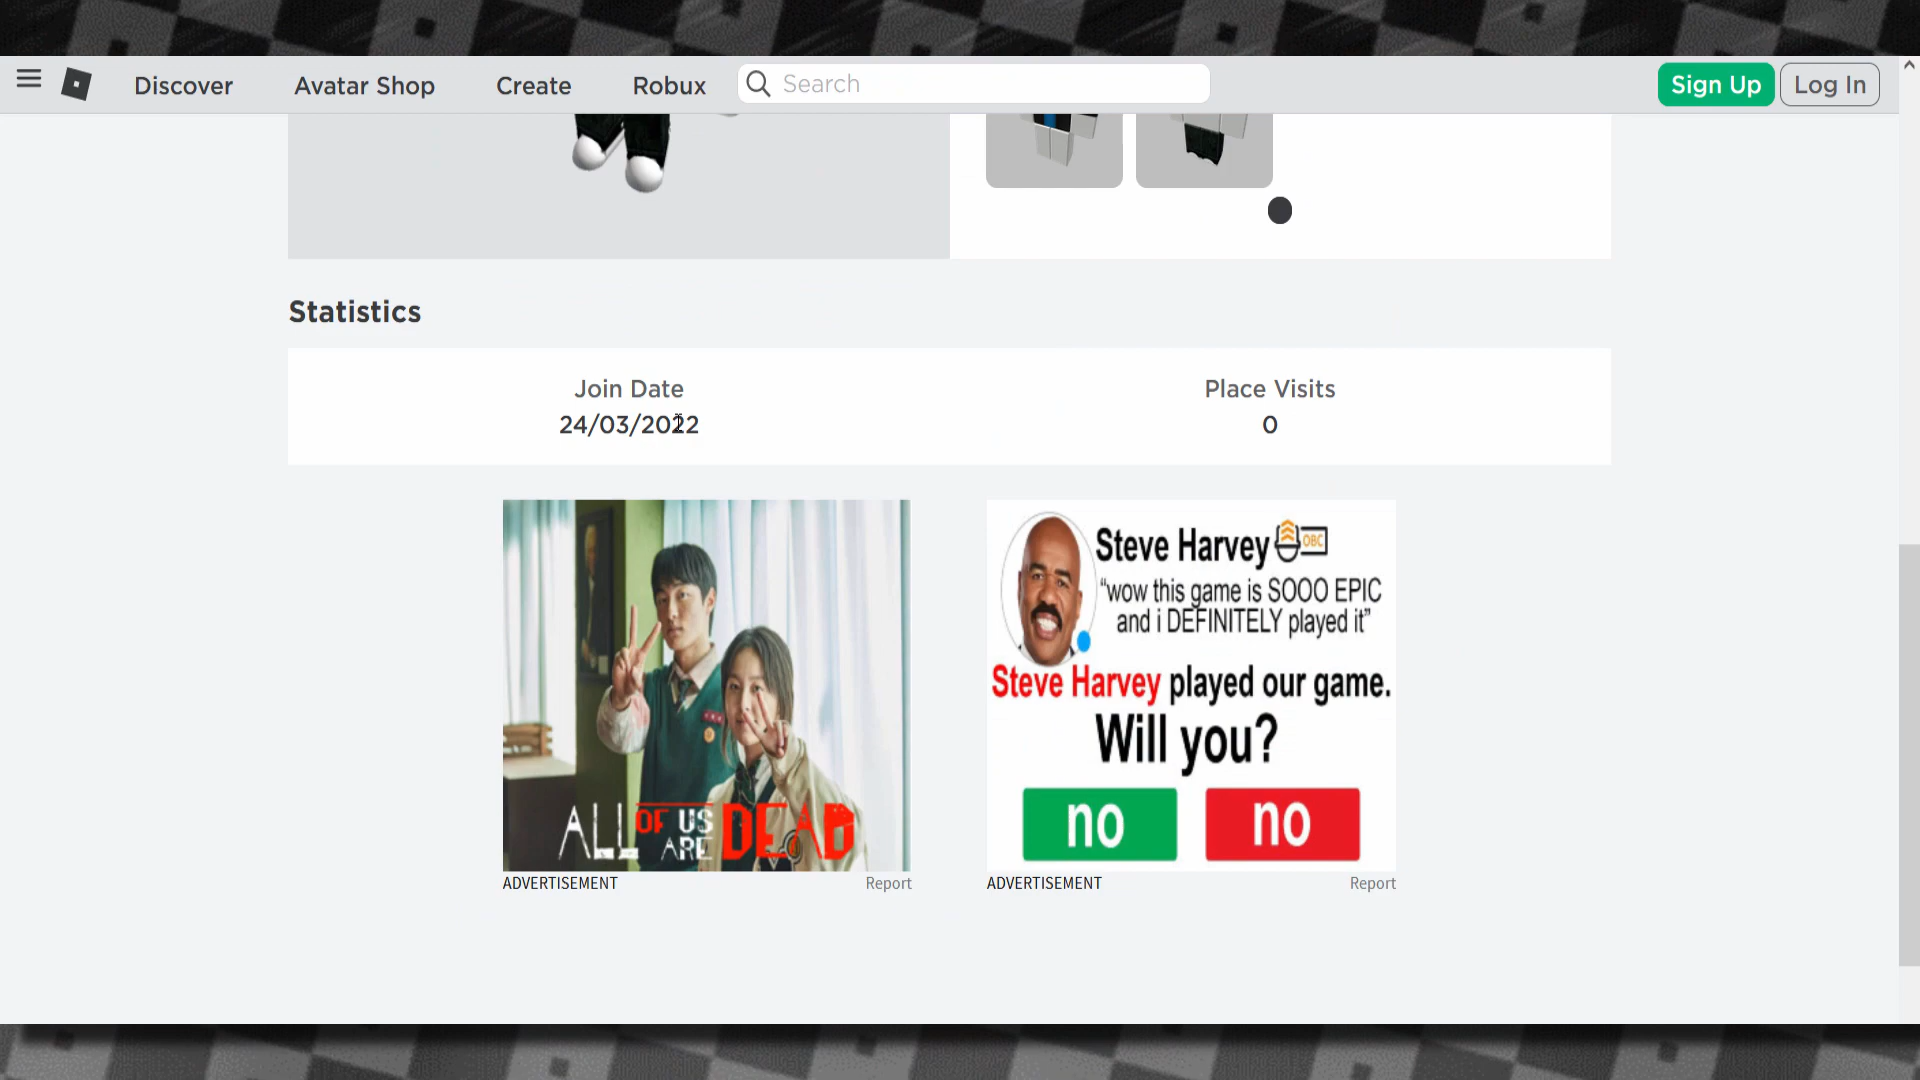 Discover
Avatar Shop
Create
Robux
Search
Sign Up
Log In
Statistics
Join Date
24/03/2022
Place Visits
0
ALL OF US ARE DEAD
ADVERTISEMENT
Report
Steve Harvey OBC
“wow this game is SOOO EPIC
and i DEFINITELY played it”
Steve Harvey played our game.
Will you?
no
no
ADVERTISEMENT
Report